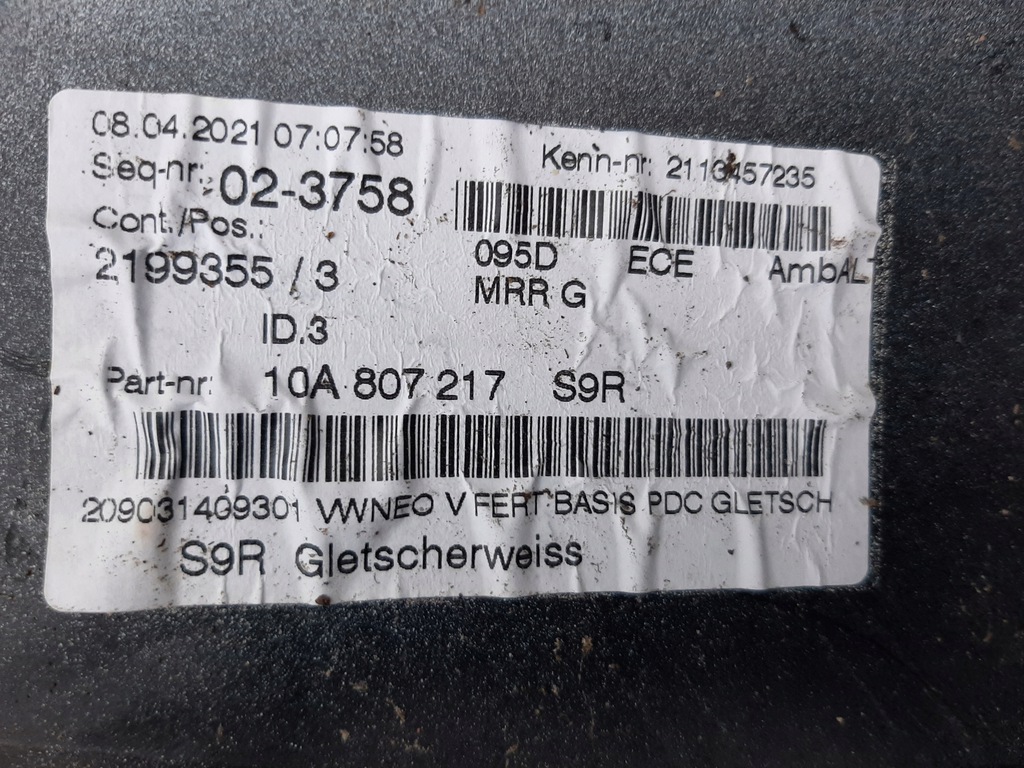 08.04.2021 07:07:58
Kenn-nr: 2110457235
Seq-nr: 02-3758
Cont./Pos.:
095D ECE AmbAL
2199355 / 3
MRR G
ID.3
Part-nr: 10A 807 217 S9R
209031409301 VWNEO V FERT BASIS PDC GLETSCH
S9R Gletscherweiss